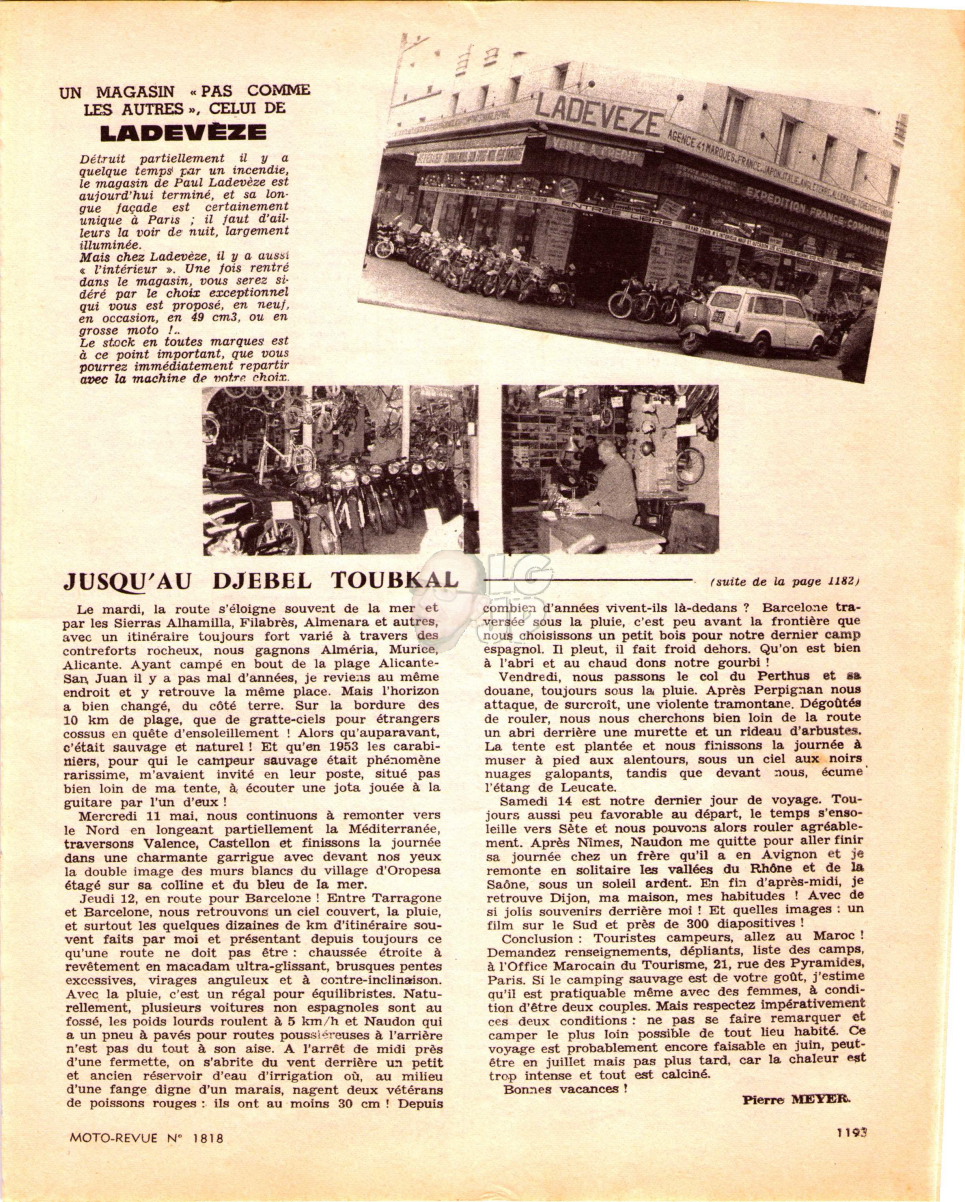 UN MAGASIN « PAS COMME
LES AUTRES », CELUI DE
LADEVÈZE
Détruit partiellement il y a
quelque temps par un incendie,
le magasin de Paul Ladevèze est
aujourd'hui terminé, et sa lon-
gue façade est certainement
unique à Paris ; il faut d'ail-
leurs la voir de nuit, largement
illuminée.
Mais chez Ladevèze, il y a aussi
« l'intérieur ». Une fois rentré
dans le magasin, vous serez si-
déré par le choix exceptionnel
qui vous est proposé, en neuf,
en occasion, en 49 cm3, ou en
grosse moto !..
Le stock en toutes marques est
à ce point important, que vous
pourrez immédiatement repartir
avec la machine de votre choix.
LADEVEZE
AGENCE 41 MARQUES, FRANCE, JAPON, ITALIE, ANGLETERRE
VENTE A CREDIT
EXPEDITION FRANCE COMMUN
ENTREE LIBRE
JUSQU'AU DJEBEL TOUBKAL
(suite de la page 1182)
Le mardi, la route s'éloigne souvent de la mer et
par les Sierras Alhamilla, Filabrès, Almenara et autres,
avec un itinéraire toujours fort varié à travers des
contreforts rocheux, nous gagnons Alméria, Murice,
Alicante. Ayant campé en bout de la plage Alicante-
San Juan il y a pas mal d'années, je reviens au même
endroit et y retrouve la même place. Mais l'horizon
a bien changé, du côté terre. Sur la bordure des
10 km de plage, que de gratte-ciels pour étrangers
cossus en quête d'ensoleillement ! Alors qu'auparavant,
c'était sauvage et naturel ! Et qu'en 1953 les carabi-
niers, pour qui le campeur sauvage était phénomène
rarissime, m'avaient invité en leur poste, situé pas
bien loin de ma tente, à écouter une jota jouée à la
guitare par l'un d'eux !
Mercredi 11 mai, nous continuons à remonter vers
le Nord en longeant partiellement la Méditerranée,
traversons Valence, Castellon et finissons la journée
dans une charmante garrigue avec devant nos yeux
la double image des murs blancs du village d'Oropesa
étagé sur sa colline et du bleu de la mer.
Jeudi 12, en route pour Barcelone ! Entre Tarragone
et Barcelone, nous retrouvons un ciel couvert, la pluie,
et surtout les quelques dizaines de km d'itinéraire sou-
vent faits par moi et présentant depuis toujours ce
qu'une route ne doit pas être : chaussée étroite à
revêtement en macadam ultra-glissant, brusques pentes
excessives, virages anguleux et à contre-inclinaison.
Avec la pluie, c'est un régal pour équilibristes. Natu-
rellement, plusieurs voitures non espagnoles sont au
fossé, les poids lourds roulent à 5 km/h et Naudon qui
a un pneu à pavés pour routes poussiéreuses à l'arrière
n'est pas du tout à son aise. A l'arrêt de midi près
d'une fermette, on s'abrite du vent derrière un petit
et ancien réservoir d'eau d'irrigation où, au milieu
d'une fange digne d'un marais, nagent deux vétérans
de poissons rouges : ils ont au moins 30 cm ! Depuis
combien d'années vivent-ils là-dedans ? Barcelone tra-
versée sous la pluie, c'est peu avant la frontière que
nous choisissons un petit bois pour notre dernier camp
espagnol. Il pleut, il fait froid dehors. Qu'on est bien
à l'abri et au chaud dons notre gourbi !
Vendredi, nous passons le col du Perthus et sa
douane, toujours sous la pluie. Après Perpignan nous
attaque, de surcroît, une violente tramontane. Dégoûtés
de rouler, nous nous cherchons bien loin de la route
un abri derrière une murette et un rideau d'arbustes.
La tente est plantée et nous finissons la journée à
muser à pied aux alentours, sous un ciel aux noirs
nuages galopants, tandis que devant nous, écume
l'étang de Leucate.
Samedi 14 est notre dernier jour de voyage. Tou-
jours aussi peu favorable au départ, le temps s'enso-
leille vers Sète et nous pouvons alors rouler agréable-
ment. Après Nîmes, Naudon me quitte pour aller finir
sa journée chez un frère qu'il a en Avignon et je
remonte en solitaire les vallées du Rhône et de la
Saône, sous un soleil ardent. En fin d'après-midi, je
retrouve Dijon, ma maison, mes habitudes ! Avec de
si jolis souvenirs derrière moi ! Et quelles images : un
film sur le Sud et près de 300 diapositives !
Conclusion : Touristes campeurs, allez au Maroc !
Demandez renseignements, dépliants, liste des camps,
à l'Office Marocain du Tourisme, 21, rue des Pyramides,
Paris. Si le camping sauvage est de votre goût, j'estime
qu'il est pratiquable même avec des femmes, à condi-
tion d'être deux couples. Mais respectez impérativement
ces deux conditions : ne pas se faire remarquer et
camper le plus loin possible de tout lieu habité. Ce
voyage est probablement encore faisable en juin, peut-
être en juillet mais pas plus tard, car la chaleur est
trop intense et tout est calciné.
Bonnes vacances !
Pierre MEYER.
MOTO-REVUE N° 1818
1193